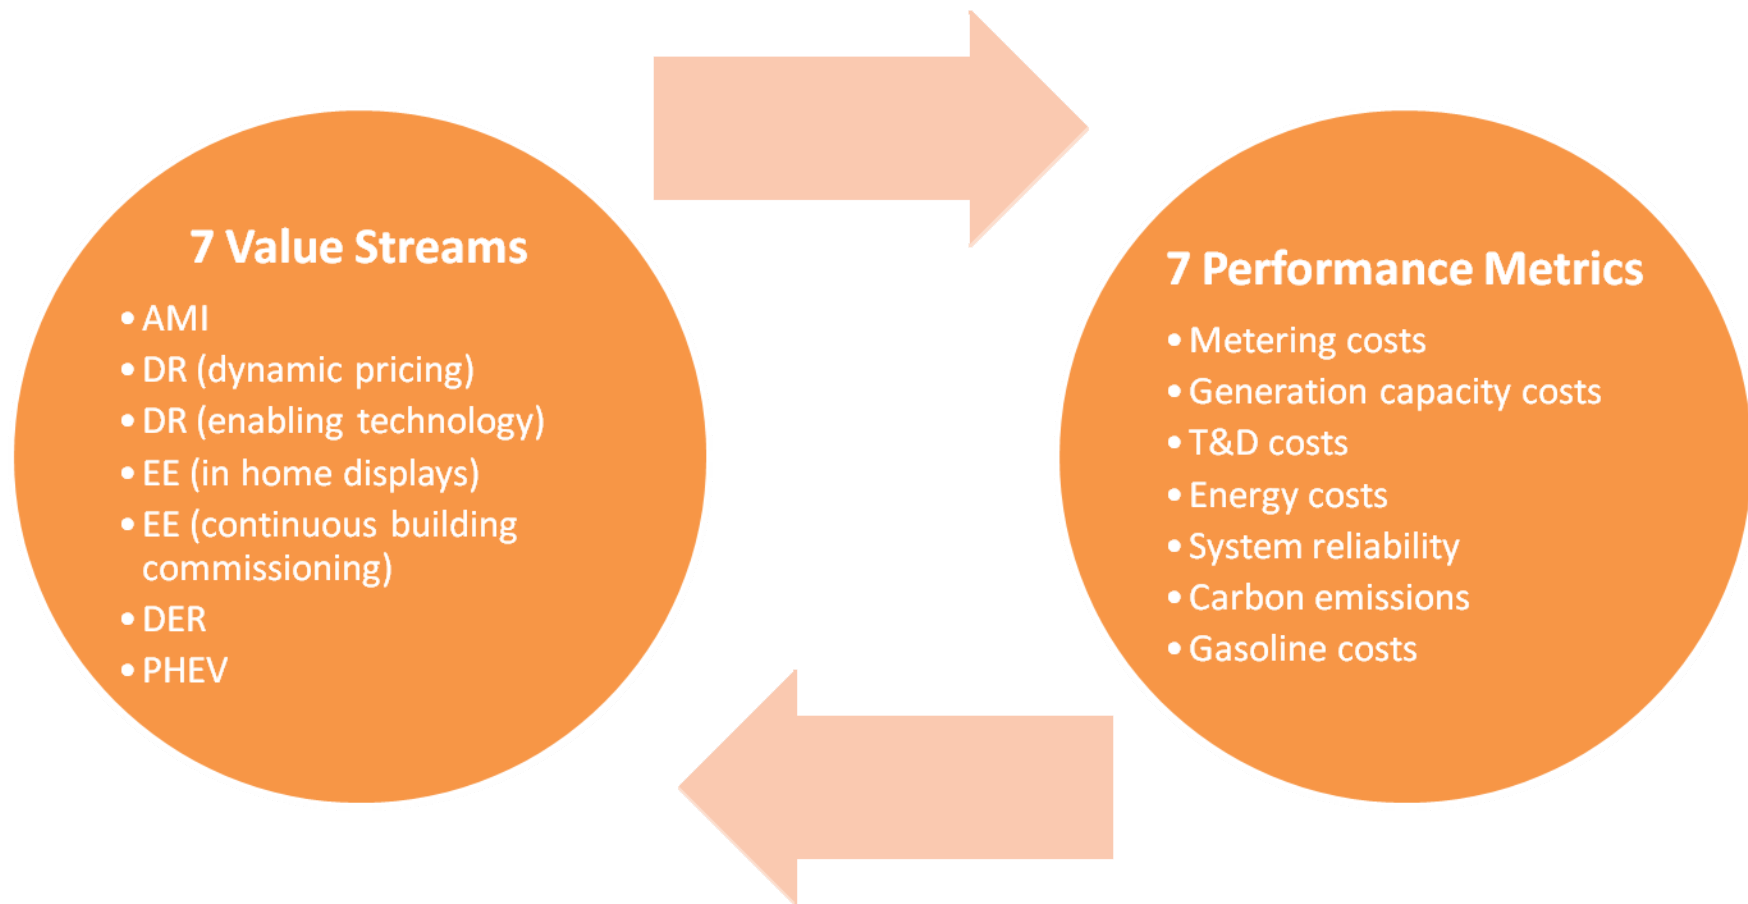 7 Value Streams
• AMI
• DR (dynamic pricing)
• DR (enabling technology)
• EE (in home displays)
• EE (continuous building
commissioning)
• DER
• PHEV
7 Performance Metrics
• Metering costs
• Generation capacity costs
• T&D costs
• Energy costs
• System reliability
• Carbon emissions
• Gasoline costs